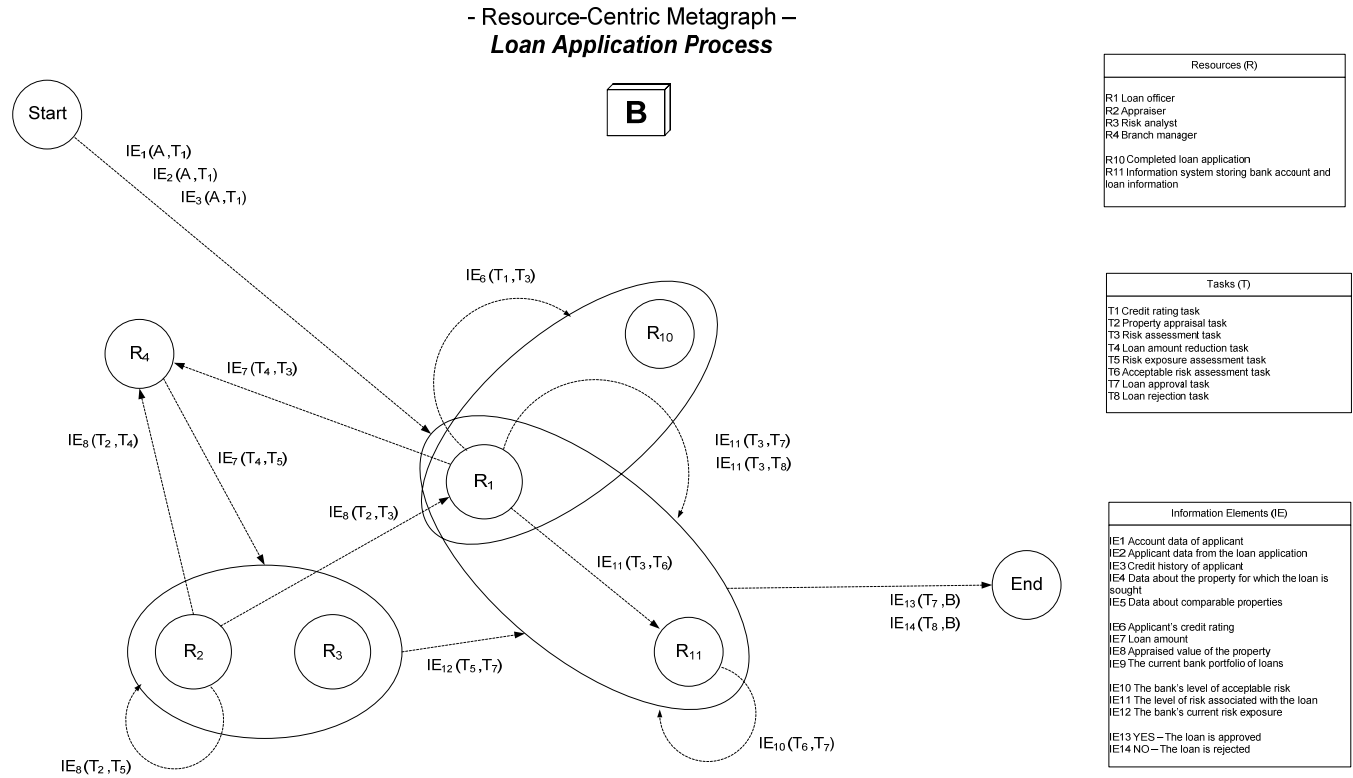 - Resource-Centric Metagraph –
Loan Application Process
B
Start
IE1(A,T1)
IE2(A,T1)
IE3(A,T1)
IE6(T1,T3)
R10
R4
IE7(T4,T3)
IE8(T2,T4)
IE7(T4,T5)
IE11(T3,T7)
IE11(T3,T8)
R1
IE8(T2,T3)
IE11(T3,T6)
End
IE13(T7,B)
IE14(T8,B)
R2
R3
R11
IE12(T5,T7)
IE10(T6,T7)
IE8(T2,T5)
Resources (R)
R1 Loan officer
R2 Appraiser
R3 Risk analyst
R4 Branch manager
R10 Completed loan application
R11 Information system storing bank account and
loan information
Tasks (T)
T1 Credit rating task
T2 Property appraisal task
T3 Risk assessment task
T4 Loan amount reduction task
T5 Risk exposure assessment task
T6 Acceptable risk assessment task
T7 Loan approval task
T8 Loan rejection task
Information Elements (IE)
IE1 Account data of applicant
IE2 Applicant data from the loan application
IE3 Credit history of applicant
IE4 Data about the property for which the loan is
sought
IE5 Data about comparable properties
IE6 Applicant's credit rating
IE7 Loan amount
IE8 Appraised value of the property
IE9 The current bank portfolio of loans
IE10 The bank's level of acceptable risk
IE11 The level of risk associated with the loan
IE12 The bank's current risk exposure
IE13 YES – The loan is approved
IE14 NO – The loan is rejected